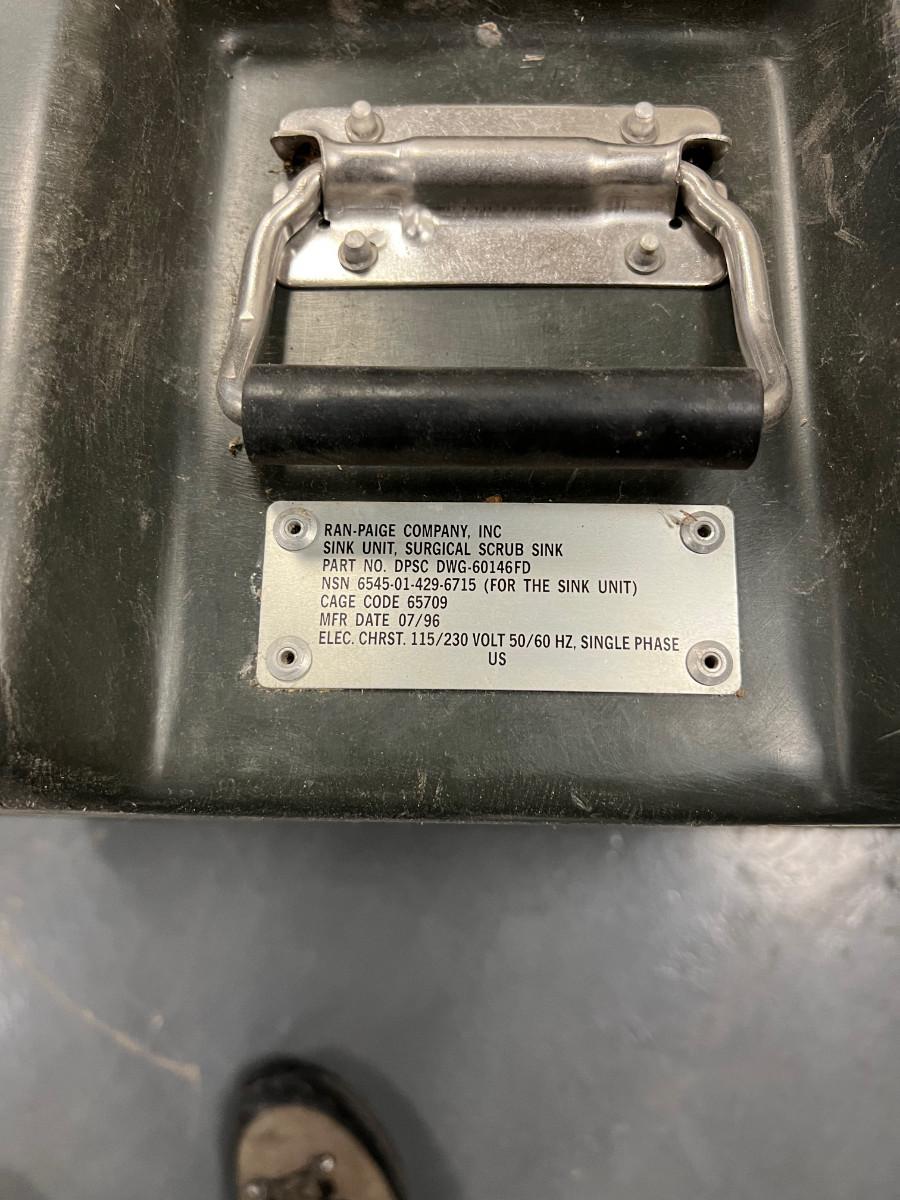 RAN-PAIGE COMPANY, INC
SINK UNIT, SURGICAL SCRUB SINK
PART NO. DPSC DWG-60146FD
NSN 6545-01-429-6715 (FOR THE SINK UNIT)
CAGE CODE 65709
MFR DATE 07/96
ELEC. CHRST. 115/230 VOLT 50/60 HZ, SINGLE PHASE
US